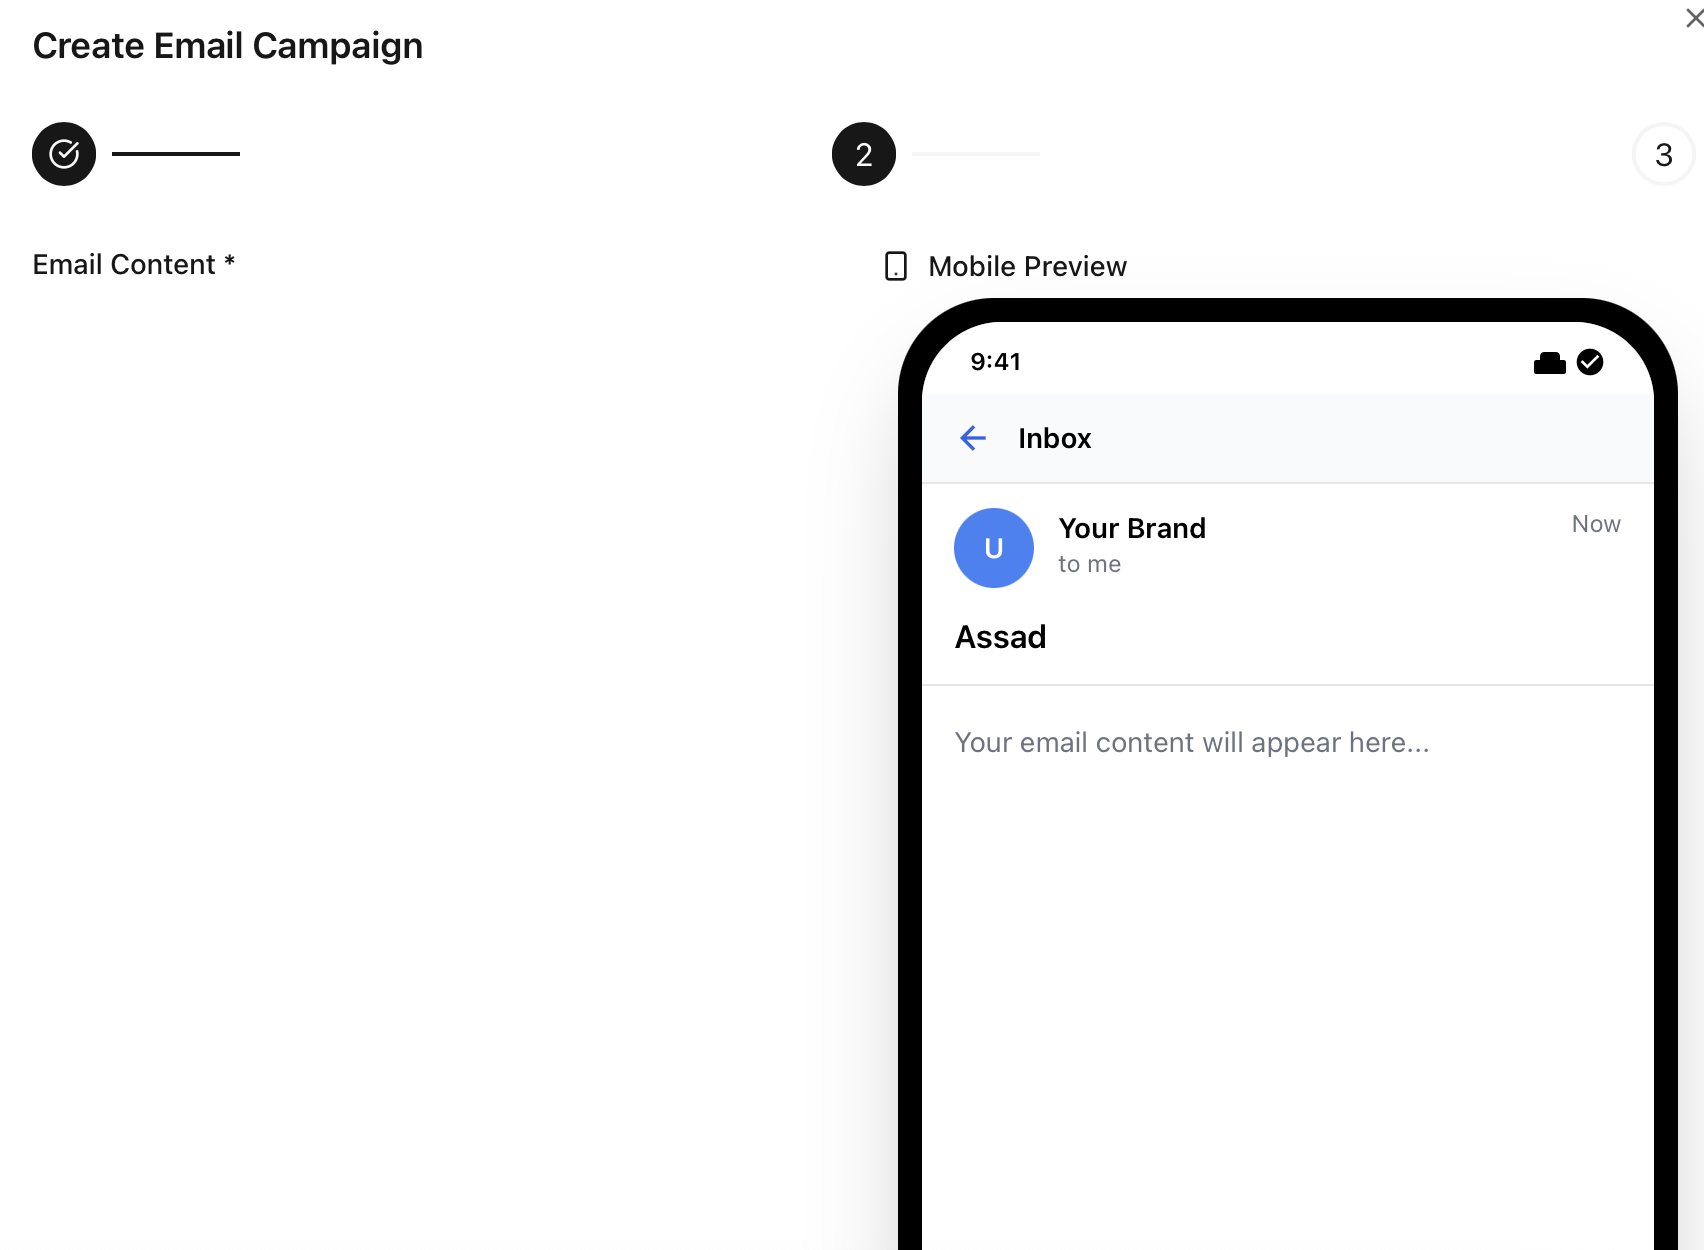 Create Email Campaign
2
3
Email Content *
Mobile Preview
9:41
Inbox
U
Your Brand
Now
to me
Assad
Your email content will appear here...